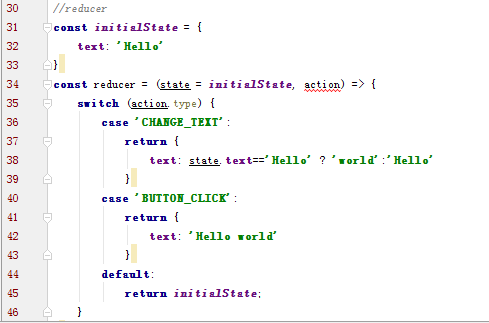 30 //reducer
31 const initialState = {
32 text: 'Hello'
33 }
34 const reducer = (state = initialState, action) => {
35 switch (action.type) {
36 case 'CHANGE_TEXT':
37 return {
38 text: state.text=='Hello' ? 'world':'Hello'
39 }
40 case 'BUTTON_CLICK':
41 return {
42 text: 'Hello world'
43 }
44 default:
45 return initialState;
46 }